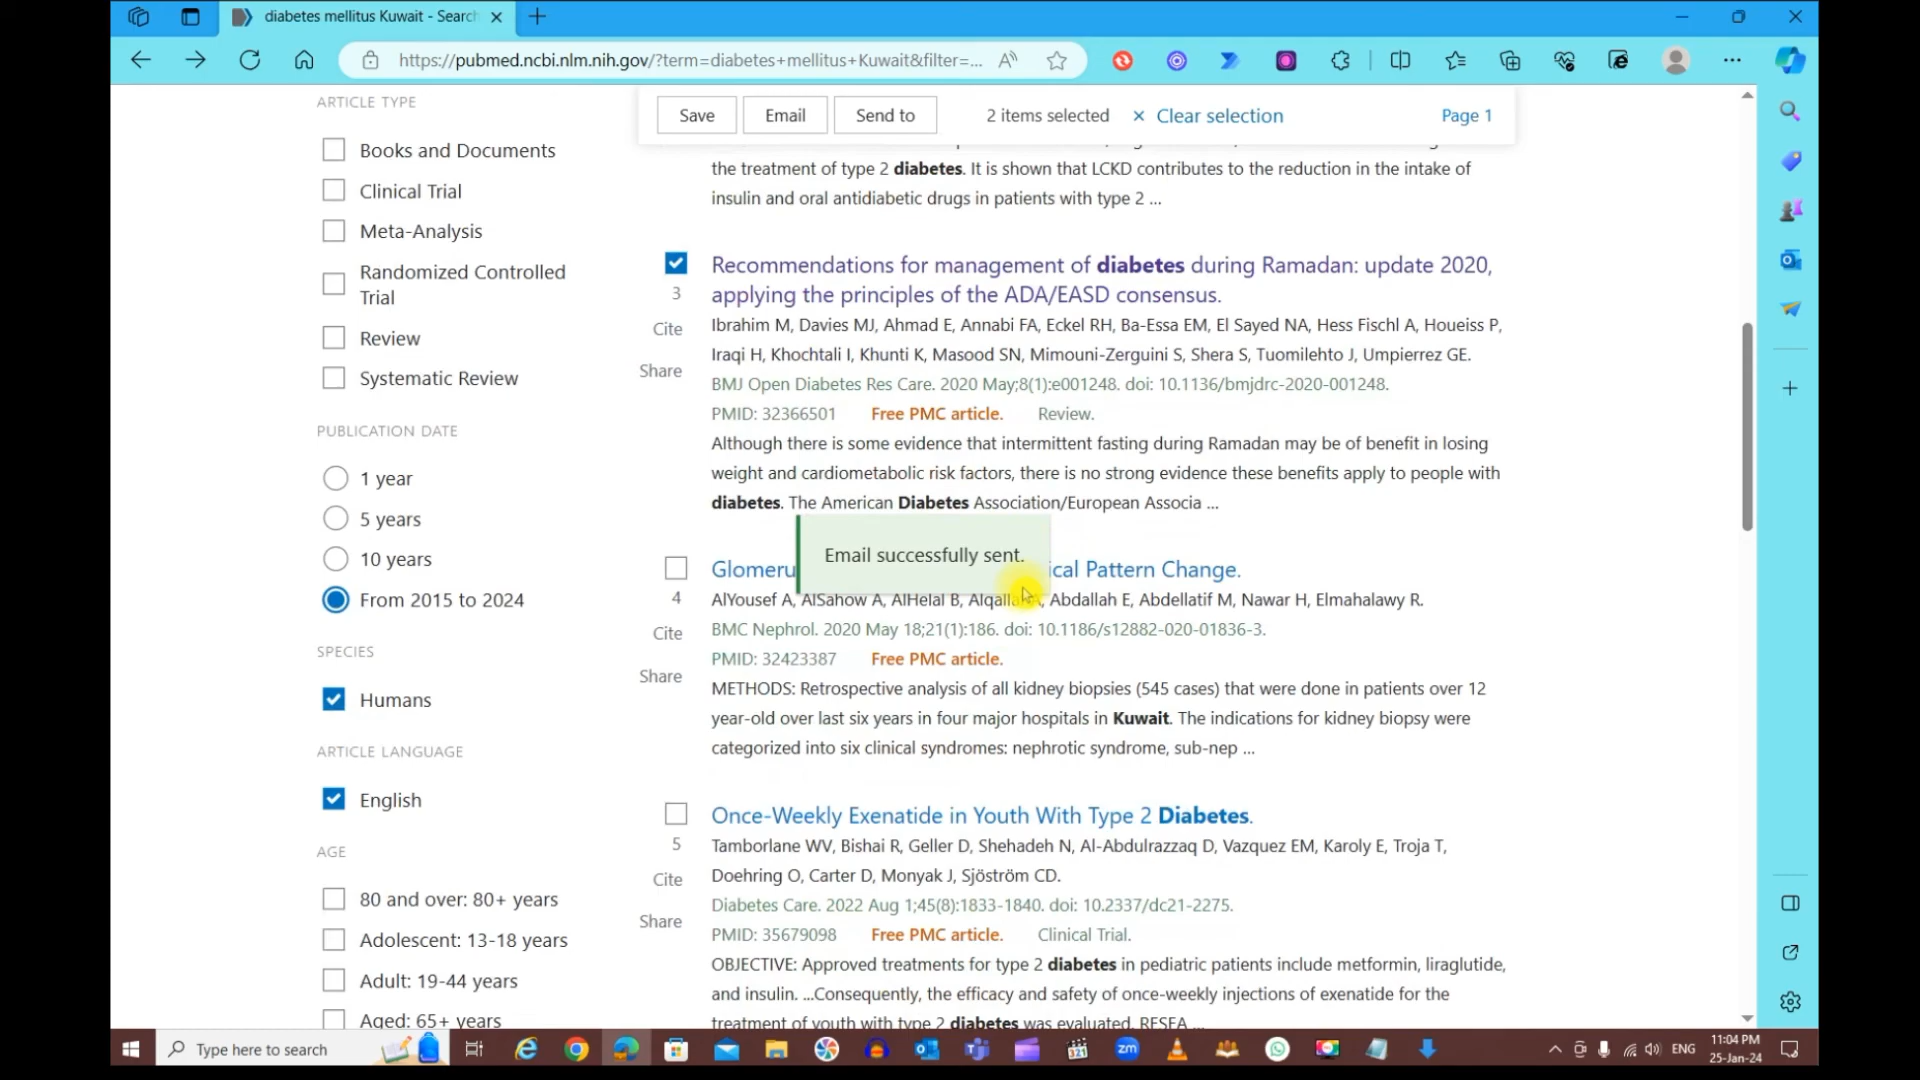 diabetes mellitus Kuwait - Search
https://pubmed.ncbi.nlm.nih.gov/?term=diabetes+mellitus+Kuwait&filter=...
Save
Email
Send to
2 items selected
× Clear selection
Page 1
ARTICLE TYPE
Books and Documents
Clinical Trial
Meta-Analysis
Randomized Controlled
Trial
Review
Systematic Review
PUBLICATION DATE
1 year
5 years
10 years
From 2015 to 2024
SPECIES
Humans
ARTICLE LANGUAGE
English
AGE
80 and over: 80+ years
Adolescent: 13-18 years
Adult: 19-44 years
Aged: 65+ years
the treatment of type 2 diabetes. It is shown that LCKD contributes to the reduction in the intake of
insulin and oral antidiabetic drugs in patients with type 2 ...
3
Cite
Share
Recommendations for management of diabetes during Ramadan: update 2020,
applying the principles of the ADA/EASD consensus.
Ibrahim M, Davies MJ, Ahmad E, Annabi FA, Eckel RH, Ba-Essa EM, El Sayed NA, Hess Fischl A, Houeiss P,
Iraqi H, Khochtali I, Khunti K, Masood SN, Mimouni-Zerguini S, Shera S, Tuomilehto J, Umpierrez GE.
BMJ Open Diabetes Res Care. 2020 May;8(1):e001248. doi: 10.1136/bmjdrc-2020-001248.
PMID: 32366501 Free PMC article. Review.
Although there is some evidence that intermittent fasting during Ramadan may be of benefit in losing
weight and cardiometabolic risk factors, there is no strong evidence these benefits apply to people with
diabetes. The American Diabetes Association/European Associa ...
Email successfully sent.
4
Cite
Share
Glomeru ical Pattern Change.
AlYousef A, AlSahow A, AlHelal B, Alqallaf A, Abdallah E, Abdellatif M, Nawar H, Elmahalawy R.
BMC Nephrol. 2020 May 18;21(1):186. doi: 10.1186/s12882-020-01836-3.
PMID: 32423387 Free PMC article.
METHODS: Retrospective analysis of all kidney biopsies (545 cases) that were done in patients over 12
year-old over last six years in four major hospitals in Kuwait. The indications for kidney biopsy were
categorized into six clinical syndromes: nephrotic syndrome, sub-nep ...
5
Cite
Share
Once-Weekly Exenatide in Youth With Type 2 Diabetes.
Tamborlane WV, Bishai R, Geller D, Shehadeh N, Al-Abdulrazzaq D, Vazquez EM, Karoly E, Troja T,
Doehring O, Carter D, Monyak J, Sjöström CD.
Diabetes Care. 2022 Aug 1;45(8):1833-1840. doi: 10.2337/dc21-2275.
PMID: 35679098 Free PMC article. Clinical Trial.
OBJECTIVE: Approved treatments for type 2 diabetes in pediatric patients include metformin, liraglutide,
and insulin. ...Consequently, the efficacy and safety of once-weekly injections of exenatide for the
treatment of youth with type 2 diabetes was evaluated. RESEA ...
Type here to search
zm
ENG
11:04 PM
25-Jan-24